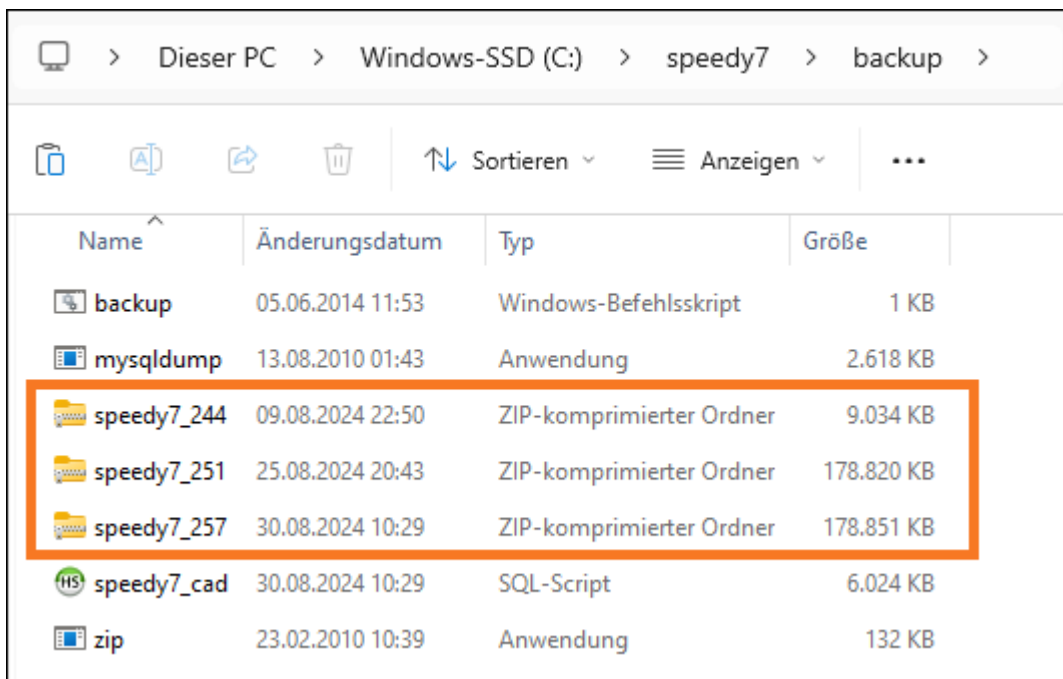 > Dieser PC > Windows-SSD (C:) > speedy7 > backup >
Sortieren Anzeigen ...
Name Änderungsdatum Typ Größe
backup 05.06.2014 11:53 Windows-Befehlsskript 1 KB
mysqldump 13.08.2010 01:43 Anwendung 2.618 KB
speedy7_244 09.08.2024 22:50 ZIP-komprimierter Ordner 9.034 KB
speedy7_251 25.08.2024 20:43 ZIP-komprimierter Ordner 178.820 KB
speedy7_257 30.08.2024 10:29 ZIP-komprimierter Ordner 178.851 KB
HS speedy7_cad 30.08.2024 10:29 SQL-Script 6.024 KB
zip 23.02.2010 10:39 Anwendung 132 KB